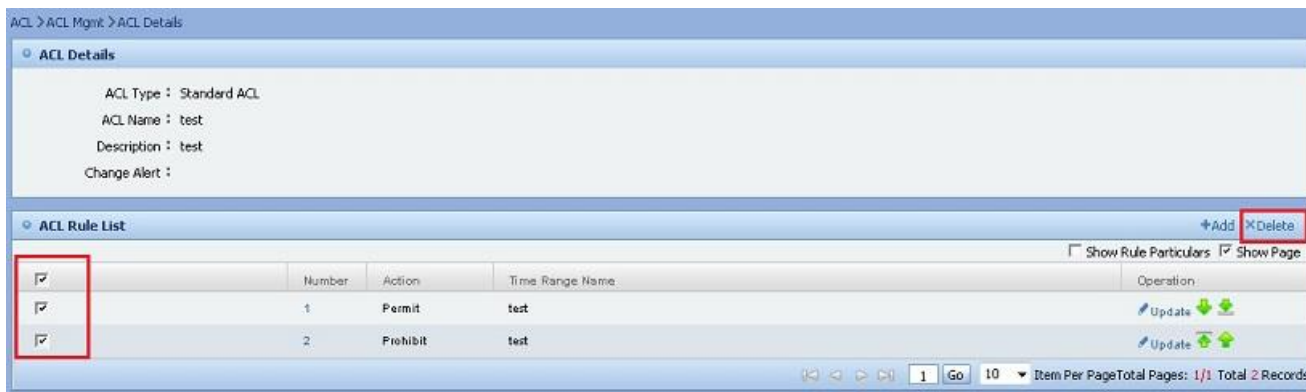 ACL >ACL Mgmt >ACL Details
ACL Details
ACL Type : Standard ACL
ACL Name : test
Description : test
Change Alert :
ACL Rule List +Add ×Delete
Show Rule Particulars Show Page
Number Action Time Range Name Operation
1 Permit test Update
2 Prohibit test Update
1 Go 10 Item Per PageTotal Pages: 1/1 Total 2 Records